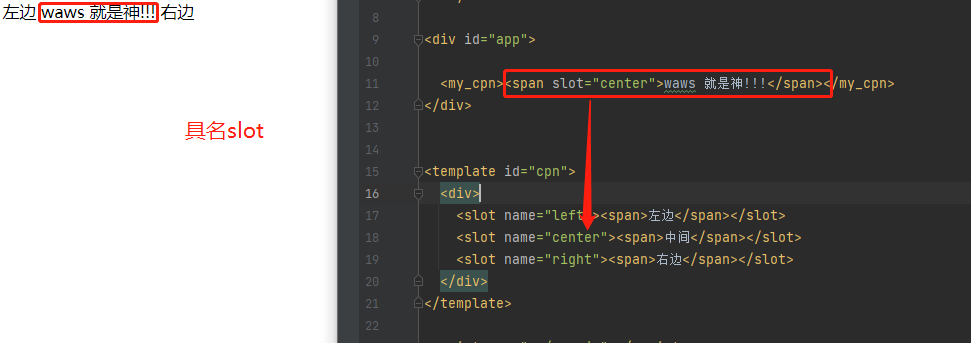 左边 waws 就是神!!! 右边
具名slot
8
9 <div id="app">
10
11 <my_cpn><span slot="center">waws 就是神!!!</span></my_cpn>
12 </div>
13
14
15 <template id="cpn">
16 <div>
17 <slot name="left"><span>左边</span></slot>
18 <slot name="center"><span>中间</span></slot>
19 <slot name="right"><span>右边</span></slot>
20 </div>
21 </template>
22